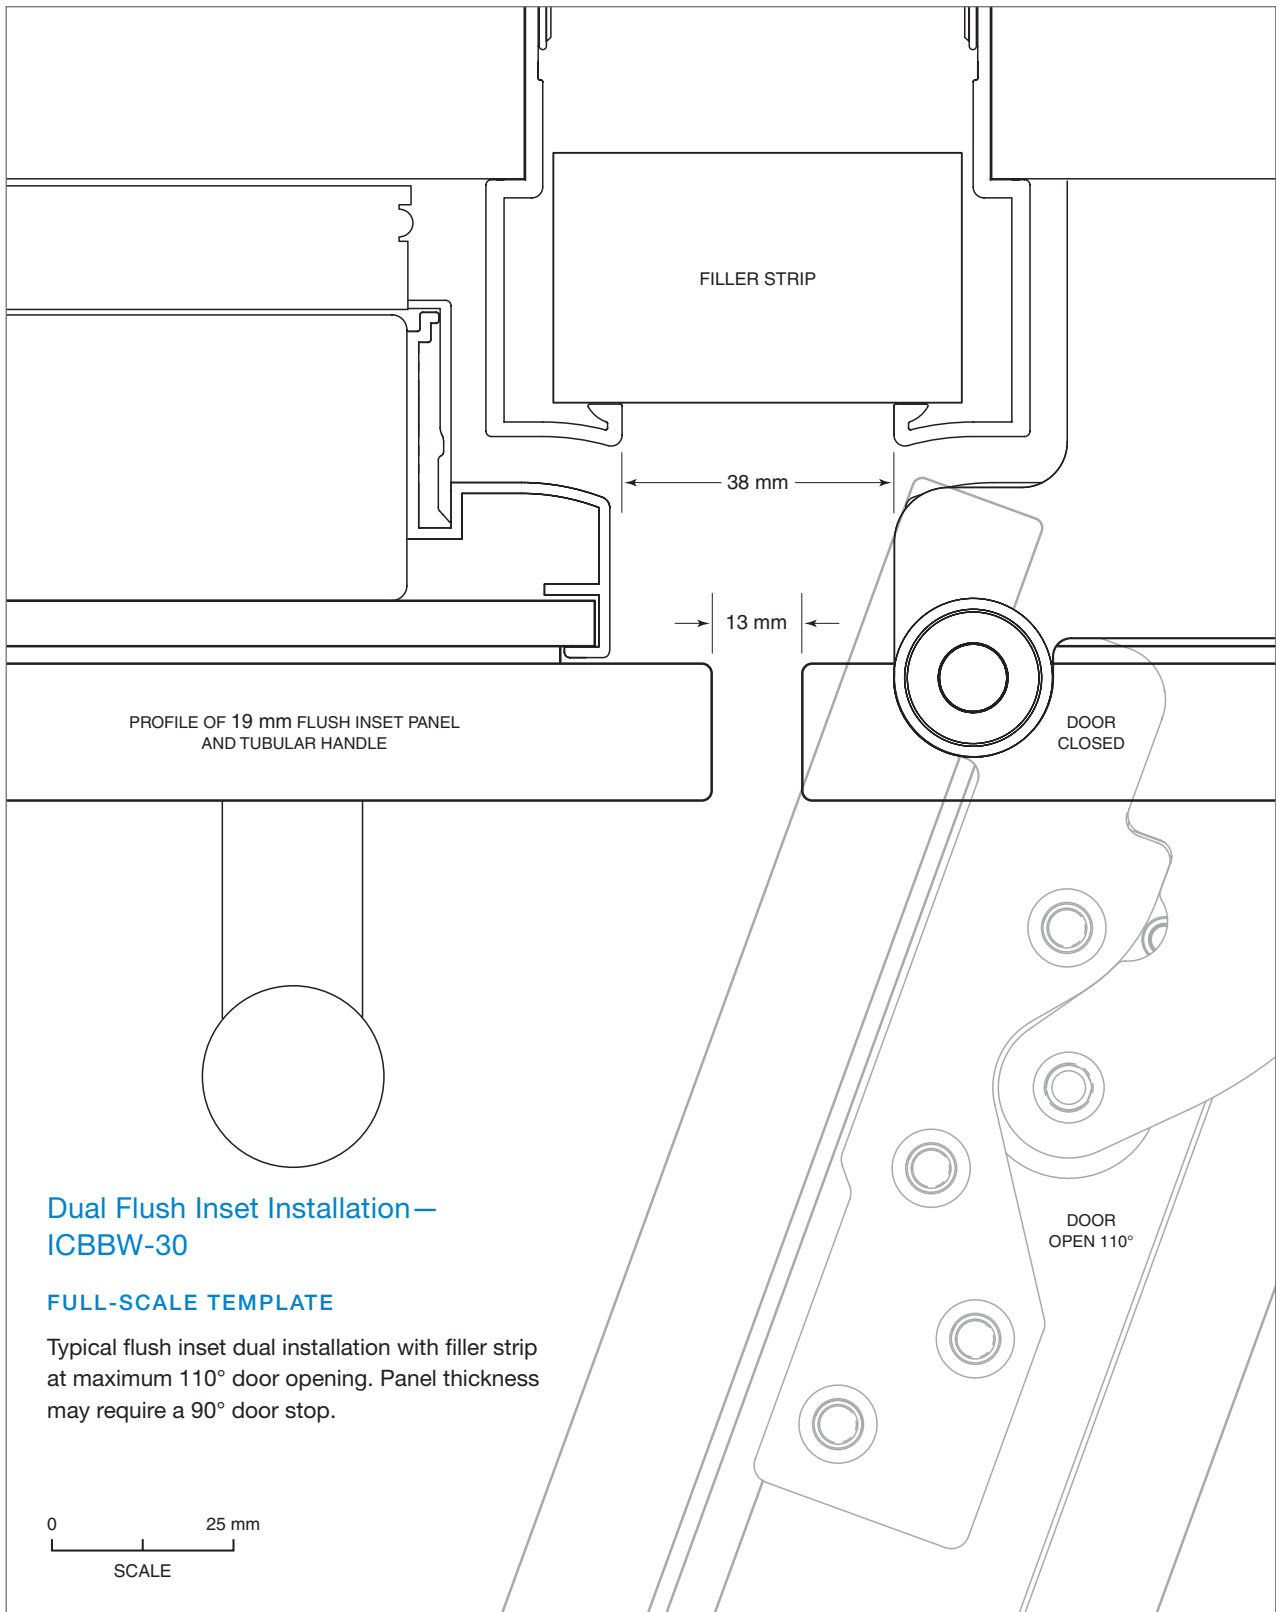 FILLER STRIP
38 mm
13 mm
PROFILE OF 19 mm FLUSH INSET PANEL
AND TUBULAR HANDLE
DOOR
CLOSED
Dual Flush Inset Installation—
ICBBW-30
FULL-SCALE TEMPLATE
Typical flush inset dual installation with filler strip
at maximum 110° door opening. Panel thickness
may require a 90° door stop.
DOOR
OPEN 110°
0 25 mm
SCALE